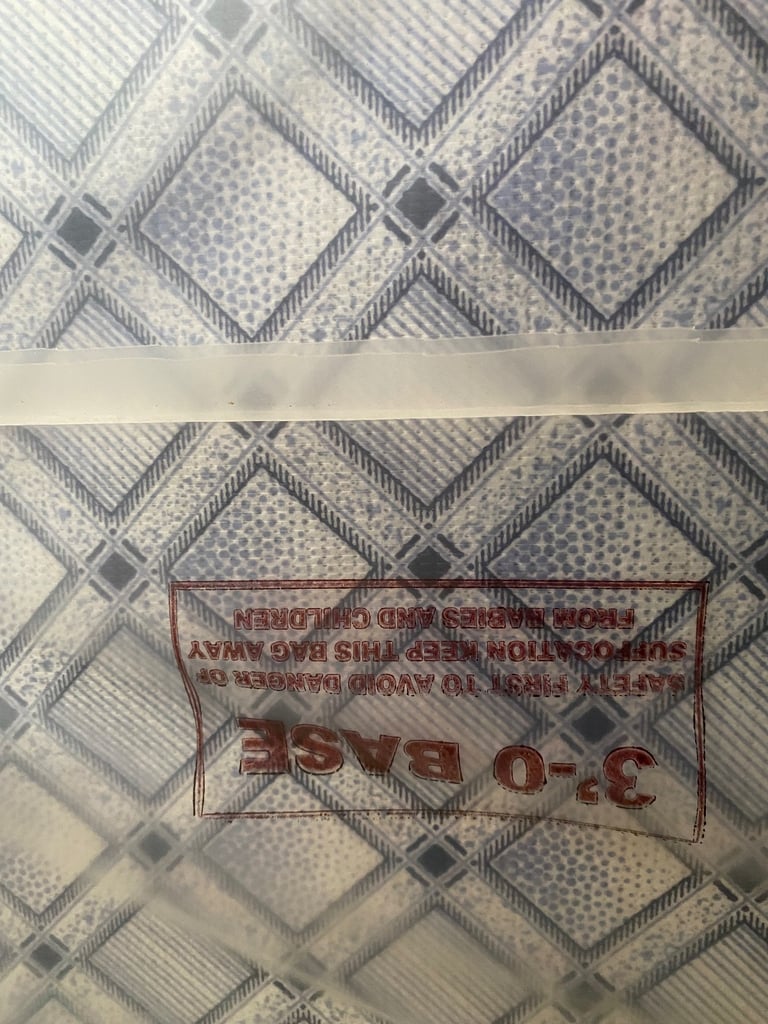 3'-0 BASE
SAFETY FIRST TO AVOID DANGER OF
SUFFOCATION KEEP THIS BAG AWAY
FROM BABIES AND CHILDREN